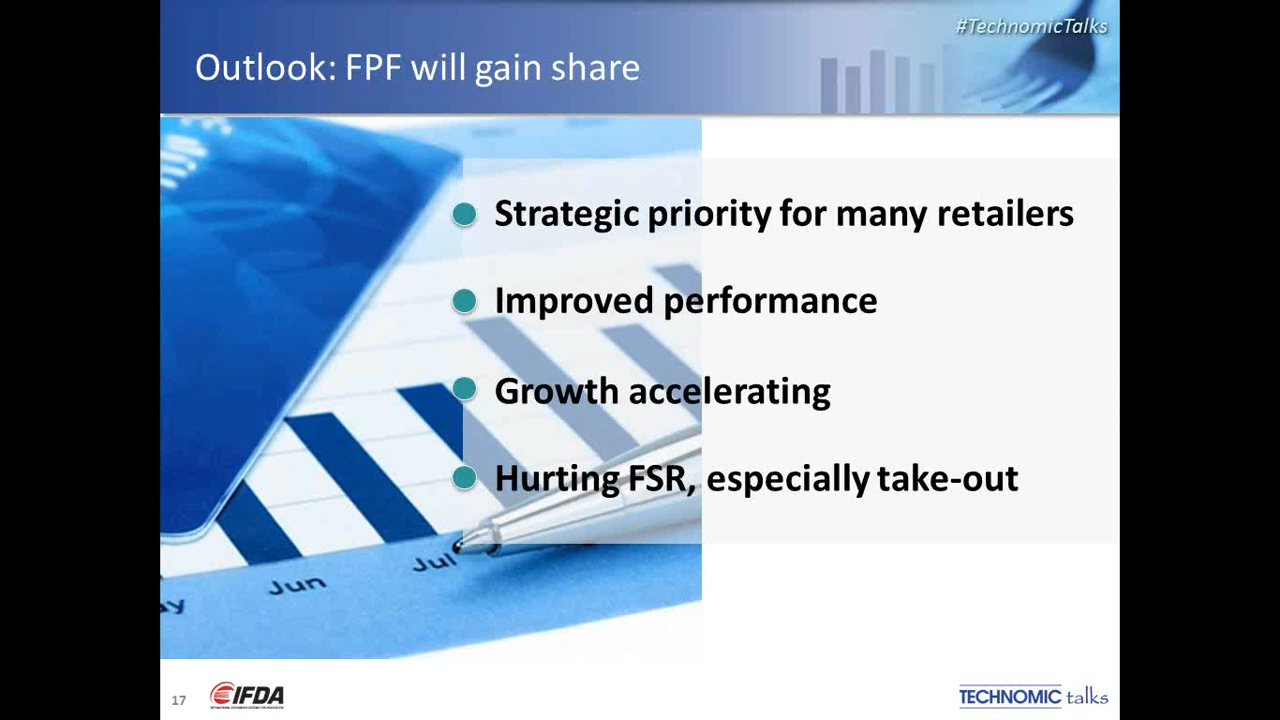 #TechnomicTalks
Outlook: FPF will gain share
Strategic priority for many retailers
Improved performance
Growth accelerating
Hurting FSR, especially take-out
Jun
Jul
17
IFDA
TECHNOMIC talks